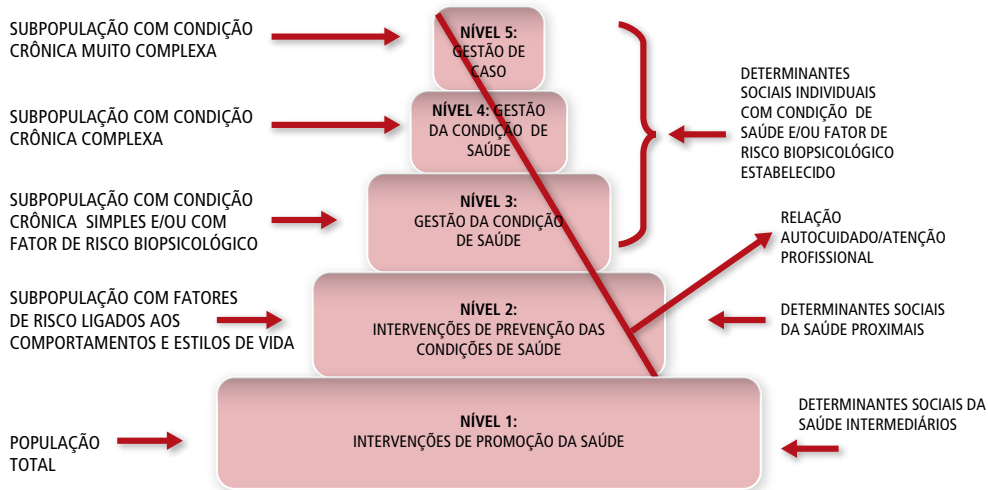 SUBPOPULAÇÃO COM CONDIÇÃO
CRÔNICA MUITO COMPLEXA
SUBPOPULAÇÃO COM CONDIÇÃO
CRÔNICA COMPLEXA
SUBPOPULAÇÃO COM CONDIÇÃO
CRÔNICA SIMPLES E/OU COM
FATOR DE RISCO BIOPSICOLÓGICO
SUBPOPULAÇÃO COM FATORES
DE RISCO LIGADOS AOS
COMPORTAMENTOS E ESTILOS DE VIDA
POPULAÇÃO
TOTAL
NÍVEL 5:
GESTÃO DE
CASO
NÍVEL 4: GESTÃO
DA CONDIÇÃO DE
SAÚDE
NÍVEL 3:
GESTÃO DA CONDIÇÃO
DE SAÚDE
NÍVEL 2:
INTERVENÇÕES DE PREVENÇÃO DAS
CONDIÇÕES DE SAÚDE
NÍVEL 1:
INTERVENÇÕES DE PROMOÇÃO DA SAÚDE
DETERMINANTES
SOCIAIS INDIVIDUAIS
COM CONDIÇÃO DE
SAÚDE E/OU FATOR DE
RISCO BIOPSICOLÓGICO
ESTABELECIDO
RELAÇÃO
AUTOCUIDADO/ATENÇÃO
PROFISSIONAL
DETERMINANTES SOCIAIS
DA SAÚDE PROXIMAIS
DETERMINANTES SOCIAIS DA
SAÚDE INTERMEDIÁRIOS